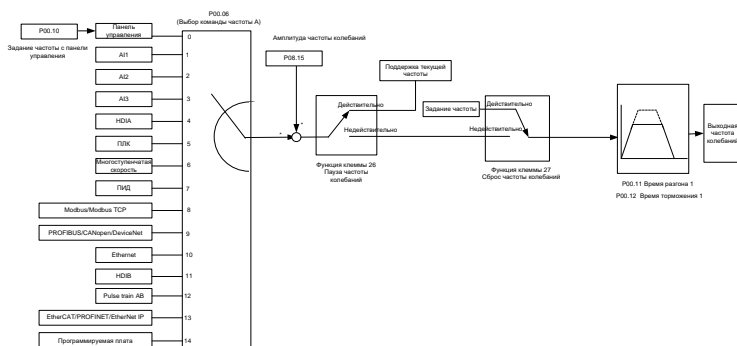 P00.06
(Выбор команды частоты А)
P00.10
Задание частоты с панели
управления
Панель
управления
0
AI1
1
AI2
2
AI3
3
HDIA
4
ПЛК
5
Многоступенчатая
скорость
6
ПИД
7
Modbus/Modbus TCP
8
PROFIBUS/CANopen/DeviceNet
9
Ethernet
10
HDIB
11
Pulse train AB
12
EtherCAT/PROFINET/EtherNet IP
13
Программируемая плата
14
Амплитуда частоты колебаний
P08.15
+
+
Поддержка текущей
частоты
Действительно
Недействительно
Функция клеммы 26
Пауза частоты
колебаний
Задание частоты
Действительно
Недействительно
Функция клеммы 27
Сброс частоты колебаний
P00.11 Время разгона 1
P00.12 Время торможения 1
Выходная
частота
колебаний